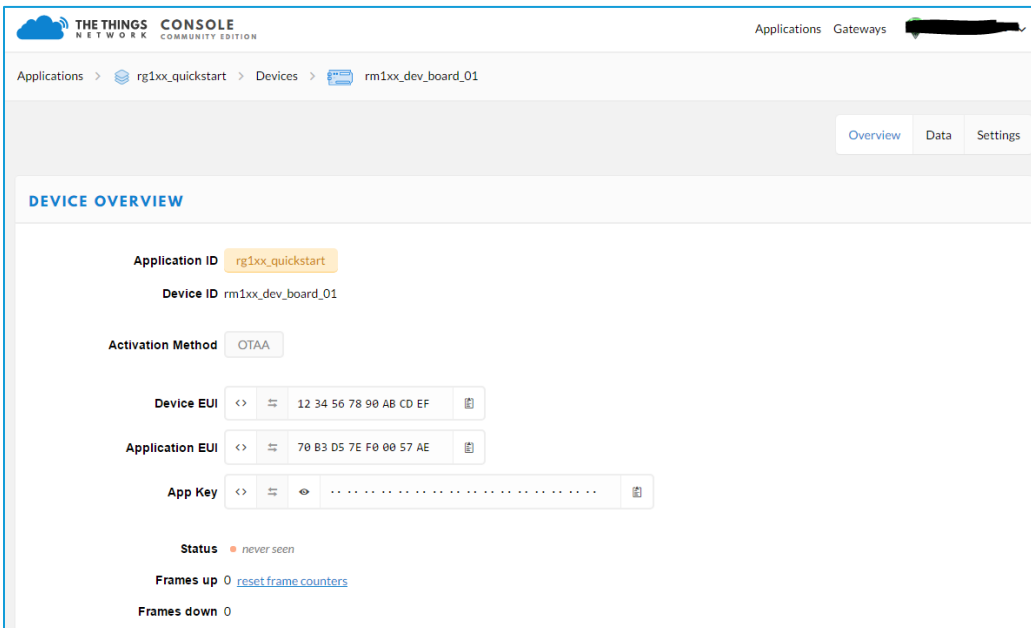 THE THINGS NETWORK CONSOLE COMMUNITY EDITION
Applications Gateways
Applications > rg1xx_quickstart > Devices > rm1xx_dev_board_01
Overview Data Settings
DEVICE OVERVIEW
Application ID rg1xx_quickstart
Device ID rm1xx_dev_board_01
Activation Method OTAA
Device EUI <> 12 34 56 78 90 AB CD EF
Application EUI <> 70 B3 D5 7E F0 00 57 AE
App Key <> ·· ·· ·· ·· ·· ·· ·· ·· ·· ·· ·· ·· ·· ·· ·· ··
Status never seen
Frames up 0 reset frame counters
Frames down 0